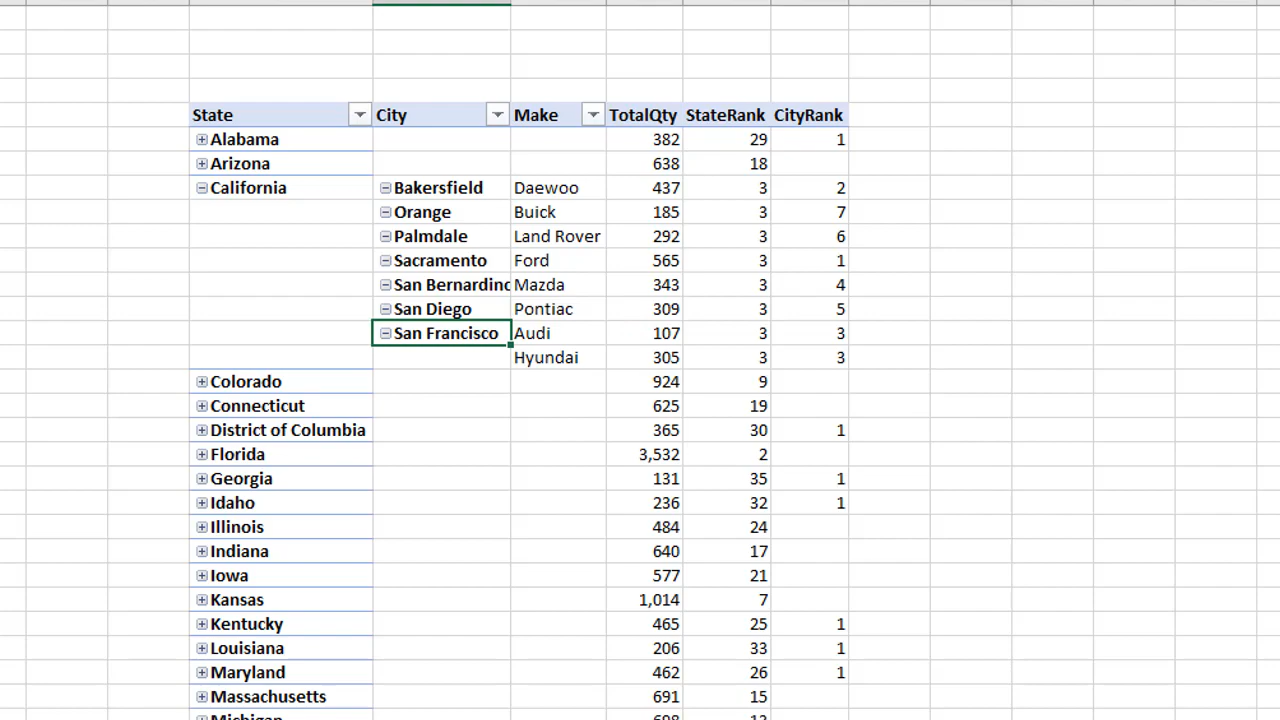 State City Make TotalQty StateRank CityRank
Alabama 382 29 1
Arizona 638 18
California Bakersfield Daewoo 437 3 2
Orange Buick 185 3 7
Palmdale Land Rover 292 3 6
Sacramento Ford 565 3 1
San Bernardino Mazda 343 3 4
San Diego Pontiac 309 3 5
San Francisco Audi 107 3 3
Hyundai 305 3 3
Colorado 924 9
Connecticut 625 19
District of Columbia 365 30 1
Florida 3,532 2
Georgia 131 35 1
Idaho 236 32 1
Illinois 484 24
Indiana 640 17
Iowa 577 21
Kansas 1,014 7
Kentucky 465 25 1
Louisiana 206 33 1
Maryland 462 26 1
Massachusetts 691 15
Michigan